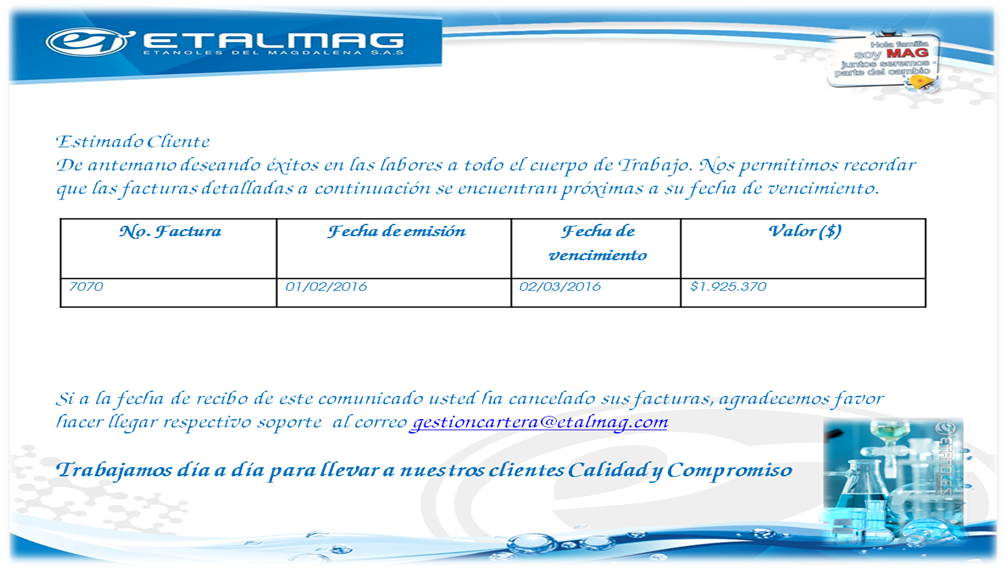 ETALMAG
ETANOLES DEL MAGDALENA S.A.S
Hola familia
soy MAG
juntos seremos
parte del cambio
Estimado Cliente
De antemano deseando éxitos en las labores a todo el cuerpo de Trabajo. Nos permitimos recordar
que las facturas detalladas a continuación se encuentran próximas a su fecha de vencimiento.
No. Factura Fecha de emisión Fecha de vencimiento Valor ($)
7070 01/02/2016 02/03/2016 $1.925.370
Si a la fecha de recibo de este comunicado usted ha cancelado sus facturas, agradecemos favor
hacer llegar respectivo soporte al correo gestioncartera@etalmag.com
Trabajamos día a día para llevar a nuestros clientes Calidad y Compromiso